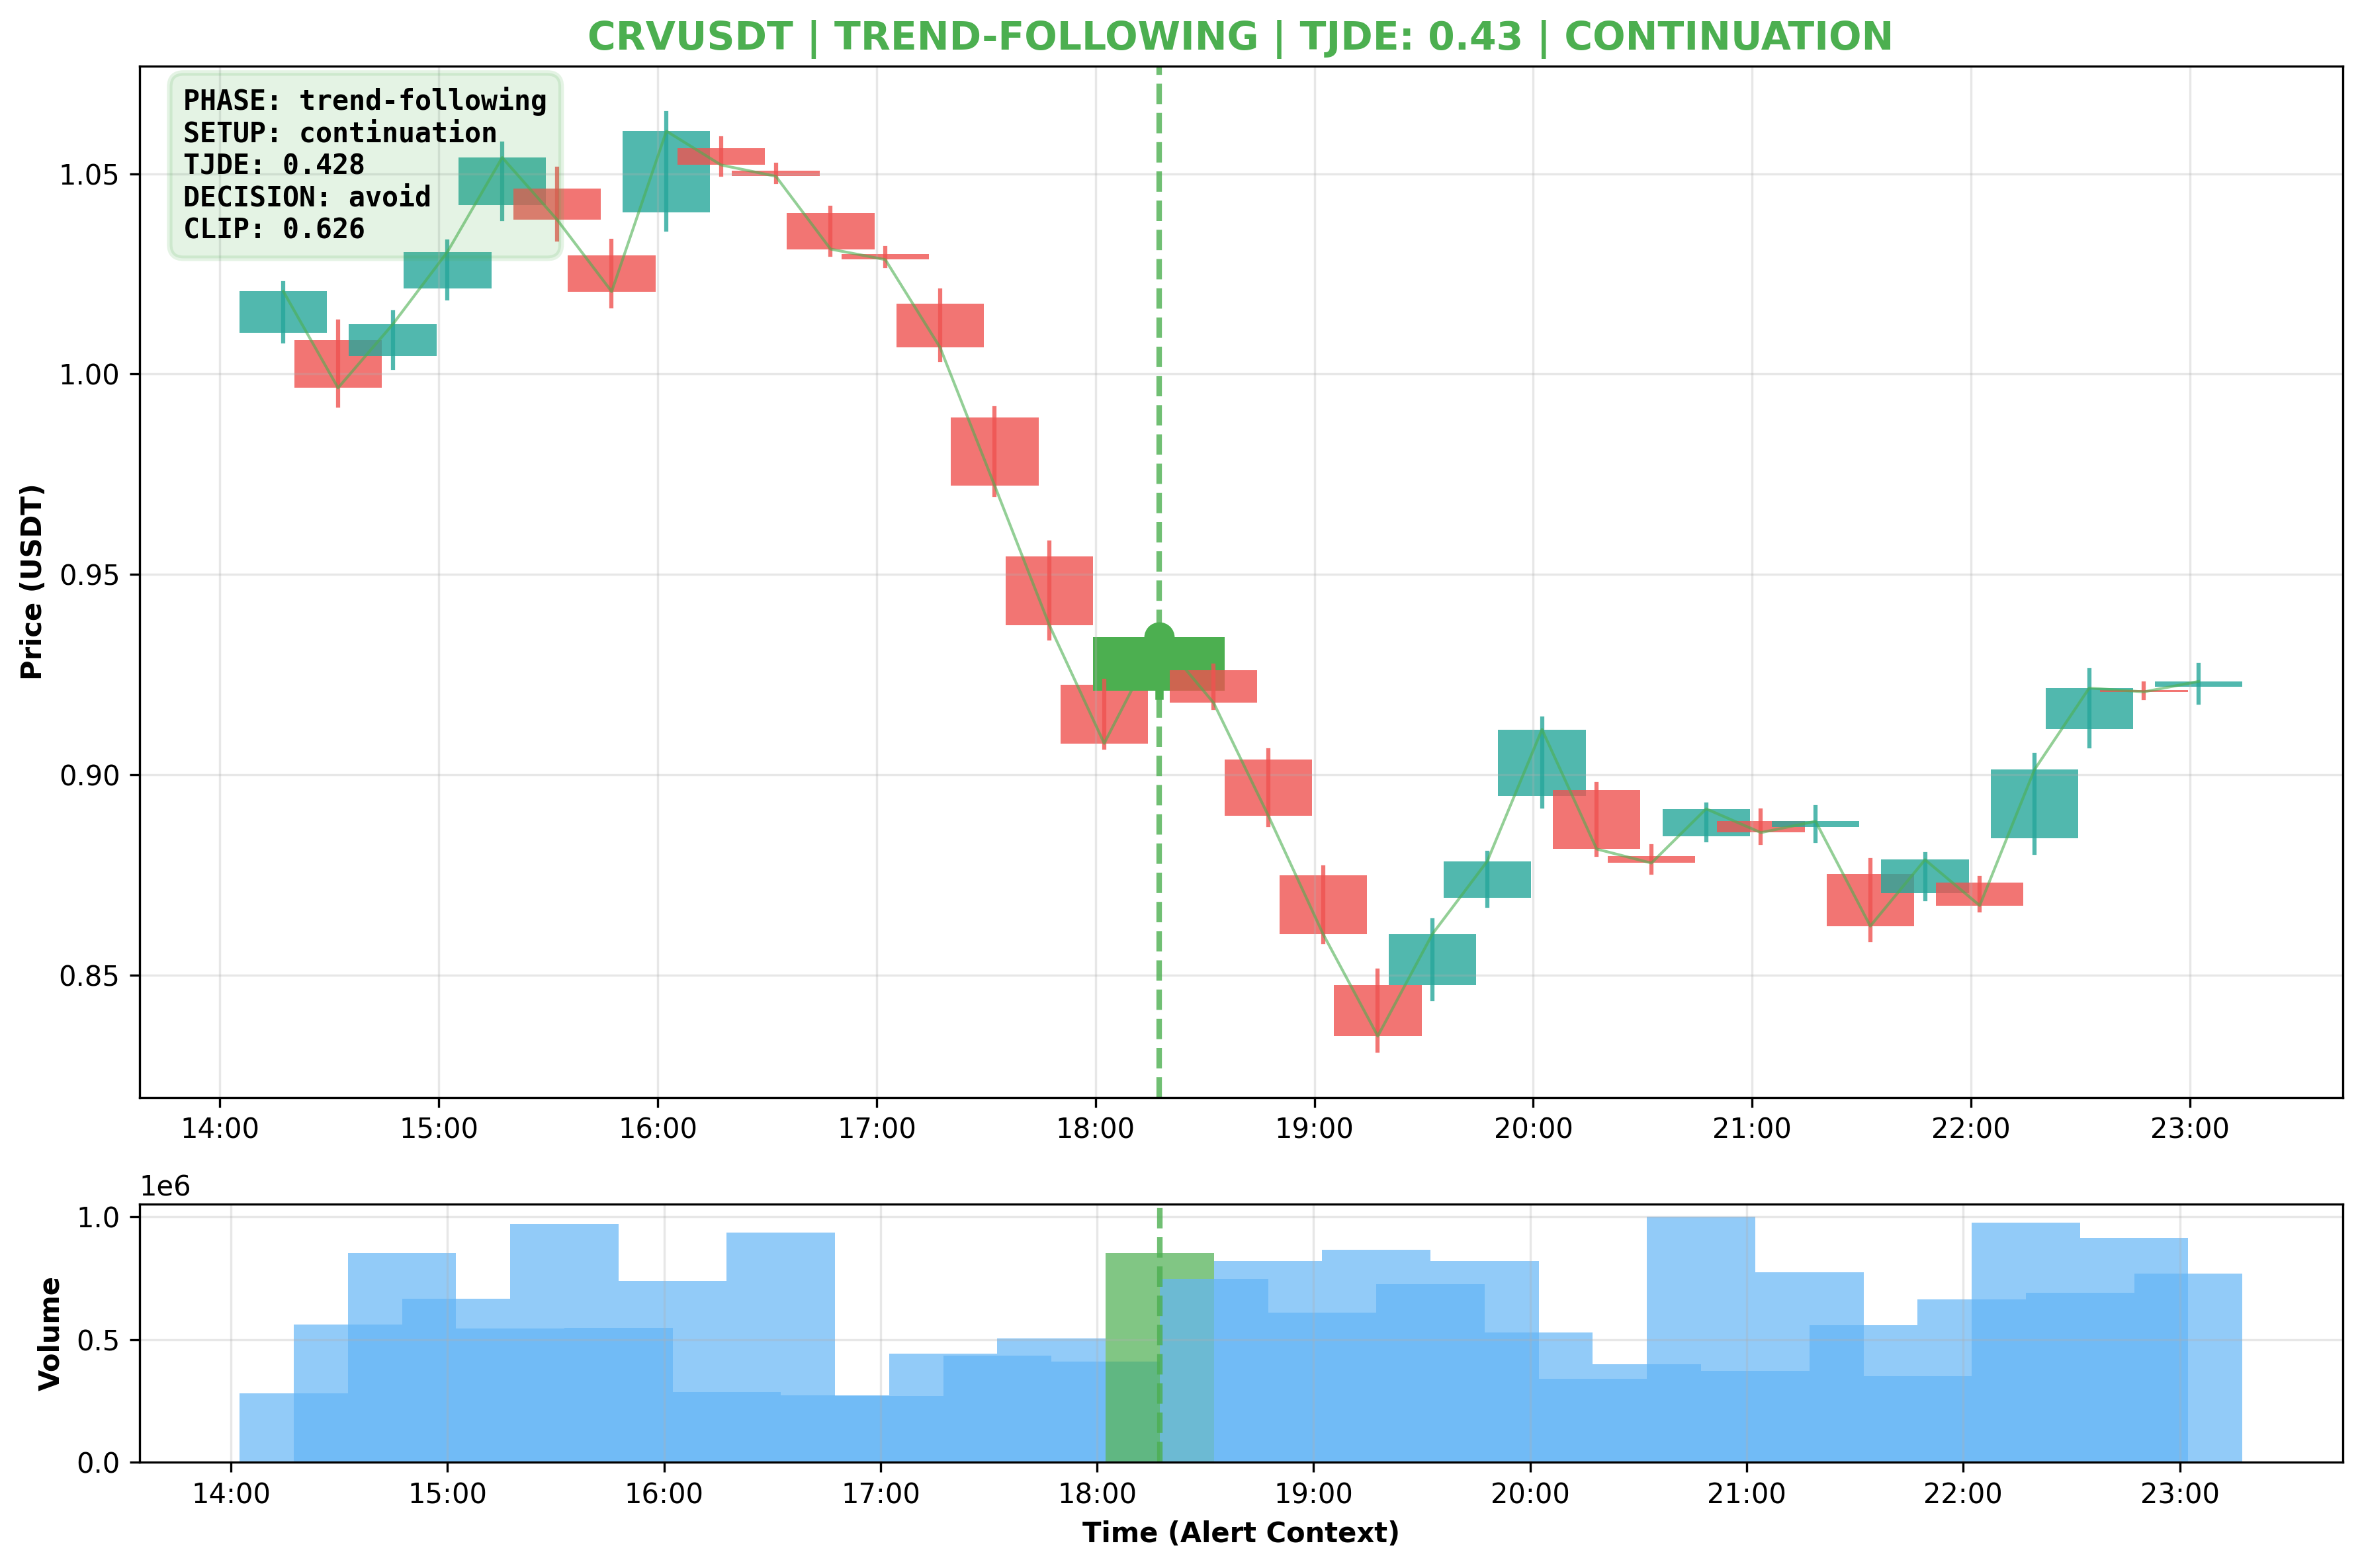 CRVUSDT | TREND-FOLLOWING | TJDE: 0.43 | CONTINUATION
PHASE: trend-following
SETUP: continuation
TJDE: 0.428
DECISION: avoid
CLIP: 0.626
Price (USDT)
1.05
1.00
0.95
0.90
0.85
14:00 15:00 16:00 17:00 18:00 19:00 20:00 21:00 22:00 23:00
1e6
Volume
1.0
0.5
0.0
14:00 15:00 16:00 17:00 18:00 19:00 20:00 21:00 22:00 23:00
Time (Alert Context)